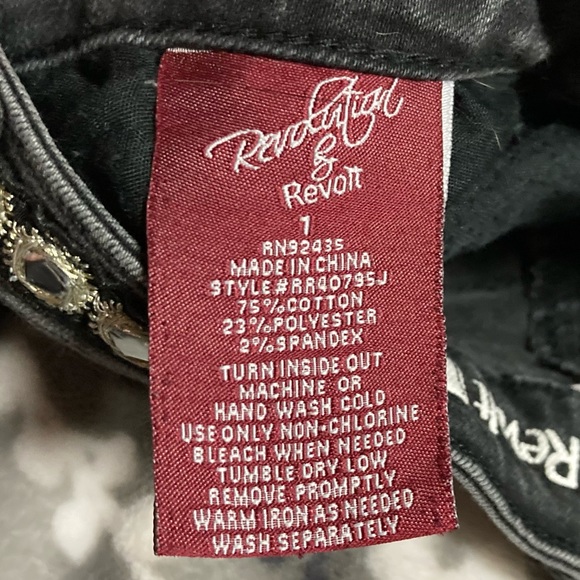 Revolution
&
Revolt
1
RN92435
MADE IN CHINA
STYLE#RR40795J
75%COTTON
23%POLYESTER
2%SPANDEX
TURN INSIDE OUT
MACHINE OR
HAND WASH COLD
USE ONLY NON-CHLORINE
BLEACH WHEN NEEDED
TUMBLE DRY LOW
REMOVE PROMPTLY
WARM IRON AS NEEDED
WASH SEPARATELY